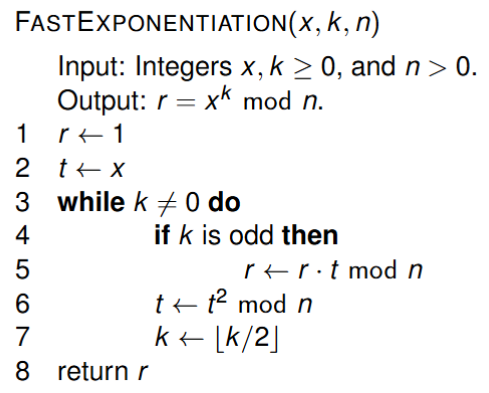 FASTEXPONENTIATION(x, k, n)
Input: Integers x, k ≥ 0, and n > 0.
Output: r = x^k mod n.
1 r ← 1
2 t ← x
3 while k ≠ 0 do
4 if k is odd then
5 r ← r · t mod n
6 t ← t² mod n
7 k ← ⌊k/2⌋
8 return r